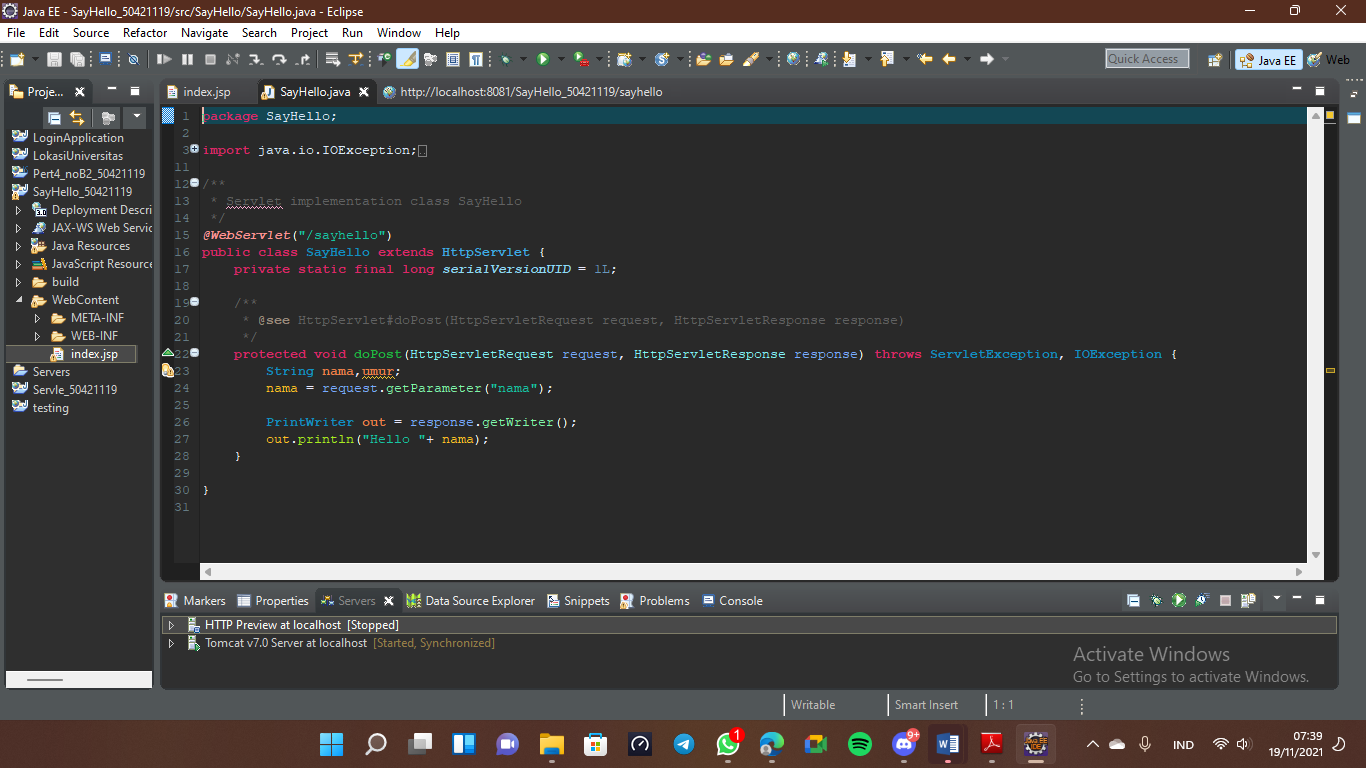 Java EE - SayHello_50421119/src/SayHello/SayHello.java - Eclipse
File Edit Source Refactor Navigate Search Project Run Window Help
Quick Access Java EE Web
Proje...
index.jsp SayHello.java http://localhost:8081/SayHello_50421119/sayhello
LoginApplication
LokasiUniversitas
Pert4_noB2_50421119
SayHello_50421119
Deployment Descri
JAX-WS Web Servic
Java Resources
JavaScript Resource
build
WebContent
META-INF
WEB-INF
index.jsp
Servers
Servle_50421119
testing
1 package SayHello;
2
3 import java.io.IOException;
11
12 /**
13 * Servlet implementation class SayHello
14 */
15 @WebServlet("/sayhello")
16 public class SayHello extends HttpServlet {
17 private static final long serialVersionUID = 1L;
18
19 /**
20 * @see HttpServlet#doPost(HttpServletRequest request, HttpServletResponse response)
21 */
22 protected void doPost(HttpServletRequest request, HttpServletResponse response) throws ServletException, IOException {
23 String nama,umur;
24 nama = request.getParameter("nama");
25
26 PrintWriter out = response.getWriter();
27 out.println("Hello "+ nama);
28 }
29
30 }
31
Markers Properties Servers Data Source Explorer Snippets Problems Console
HTTP Preview at localhost [Stopped]
Tomcat v7.0 Server at localhost [Started, Synchronized]
Activate Windows
Go to Settings to activate Windows.
Writable Smart Insert 1 : 1
1 9+ IND 07:39
19/11/2021